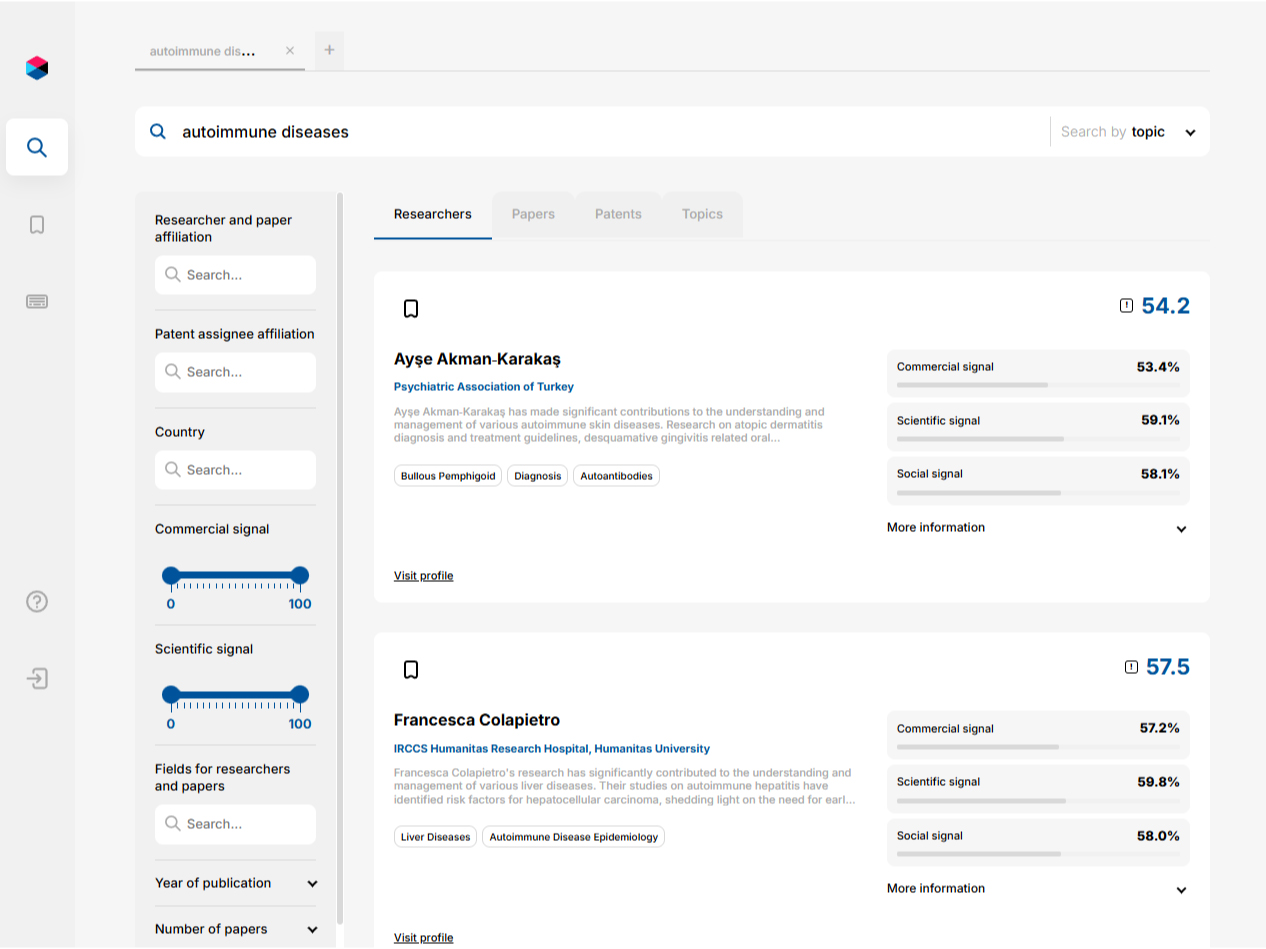 autoimmune dis...
+
autoimmune diseases
Search by topic
Researcher and paper
affiliation
Search...
Patent assignee affiliation
Search...
Country
Search...
Commercial signal
0 100
Scientific signal
0 100
Fields for researchers
and papers
Search...
Year of publication
Number of papers
Researchers Papers Patents Topics
54.2
Ayşe Akman-Karakaş
Psychiatric Association of Turkey
Ayşe Akman-Karakaş has made significant contributions to the understanding and
management of various autoimmune skin diseases. Research on atopic dermatitis
diagnosis and treatment guidelines, desquamative gingivitis related oral...
Bullous Pemphigoid Diagnosis Autoantibodies
Commercial signal 53.4%
Scientific signal 59.1%
Social signal 58.1%
More information
Visit profile
57.5
Francesca Colapietro
IRCCS Humanitas Research Hospital, Humanitas University
Francesca Colapietro's research has significantly contributed to the understanding and
management of various liver diseases. Their studies on autoimmune hepatitis have
identified risk factors for hepatocellular carcinoma, shedding light on the need for earl...
Liver Diseases Autoimmune Disease Epidemiology
Commercial signal 57.2%
Scientific signal 59.8%
Social signal 58.0%
More information
Visit profile